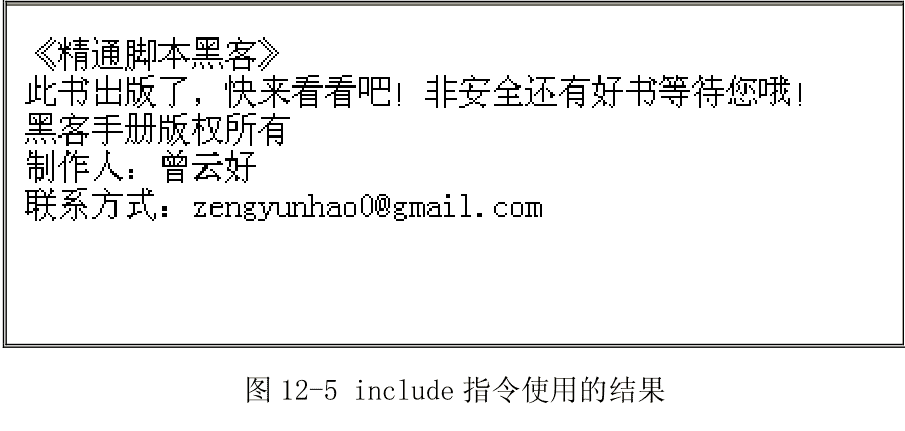 《精通脚本黑客》
此书出版了，快来看看吧！非安全还有好书等待您哦！
黑客手册版权所有
制作人：曾云好
联系方式：zengyunhao0@gmail.com
图 12-5 include 指令使用的结果